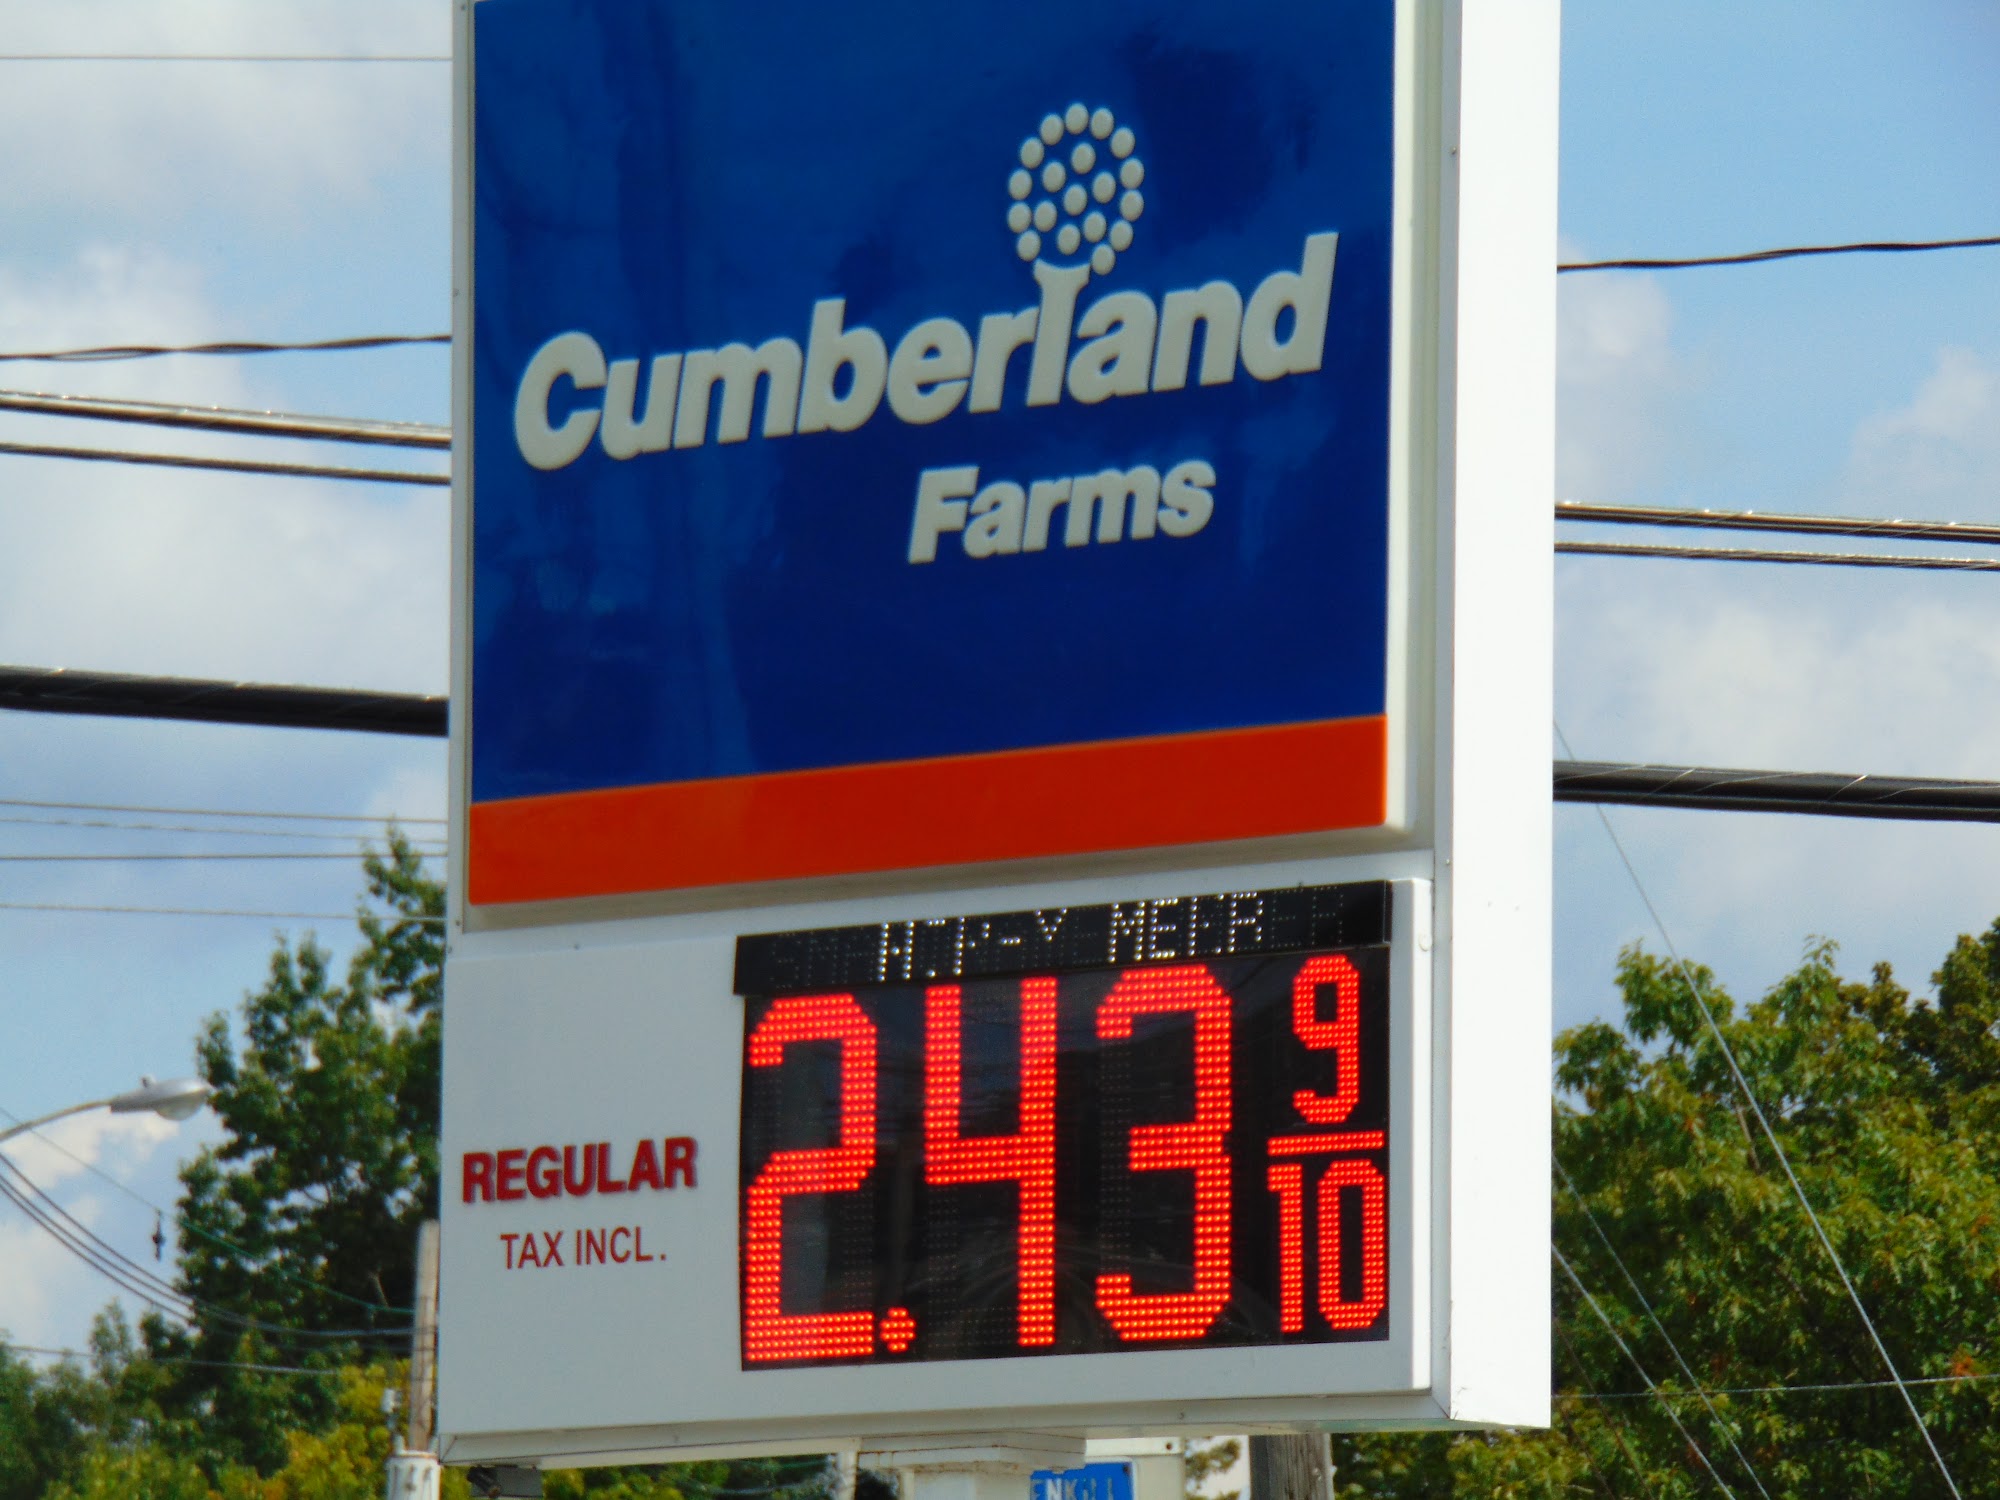 Cumberland
Farms
REGULAR
TAX INCL.
2.43 9/10